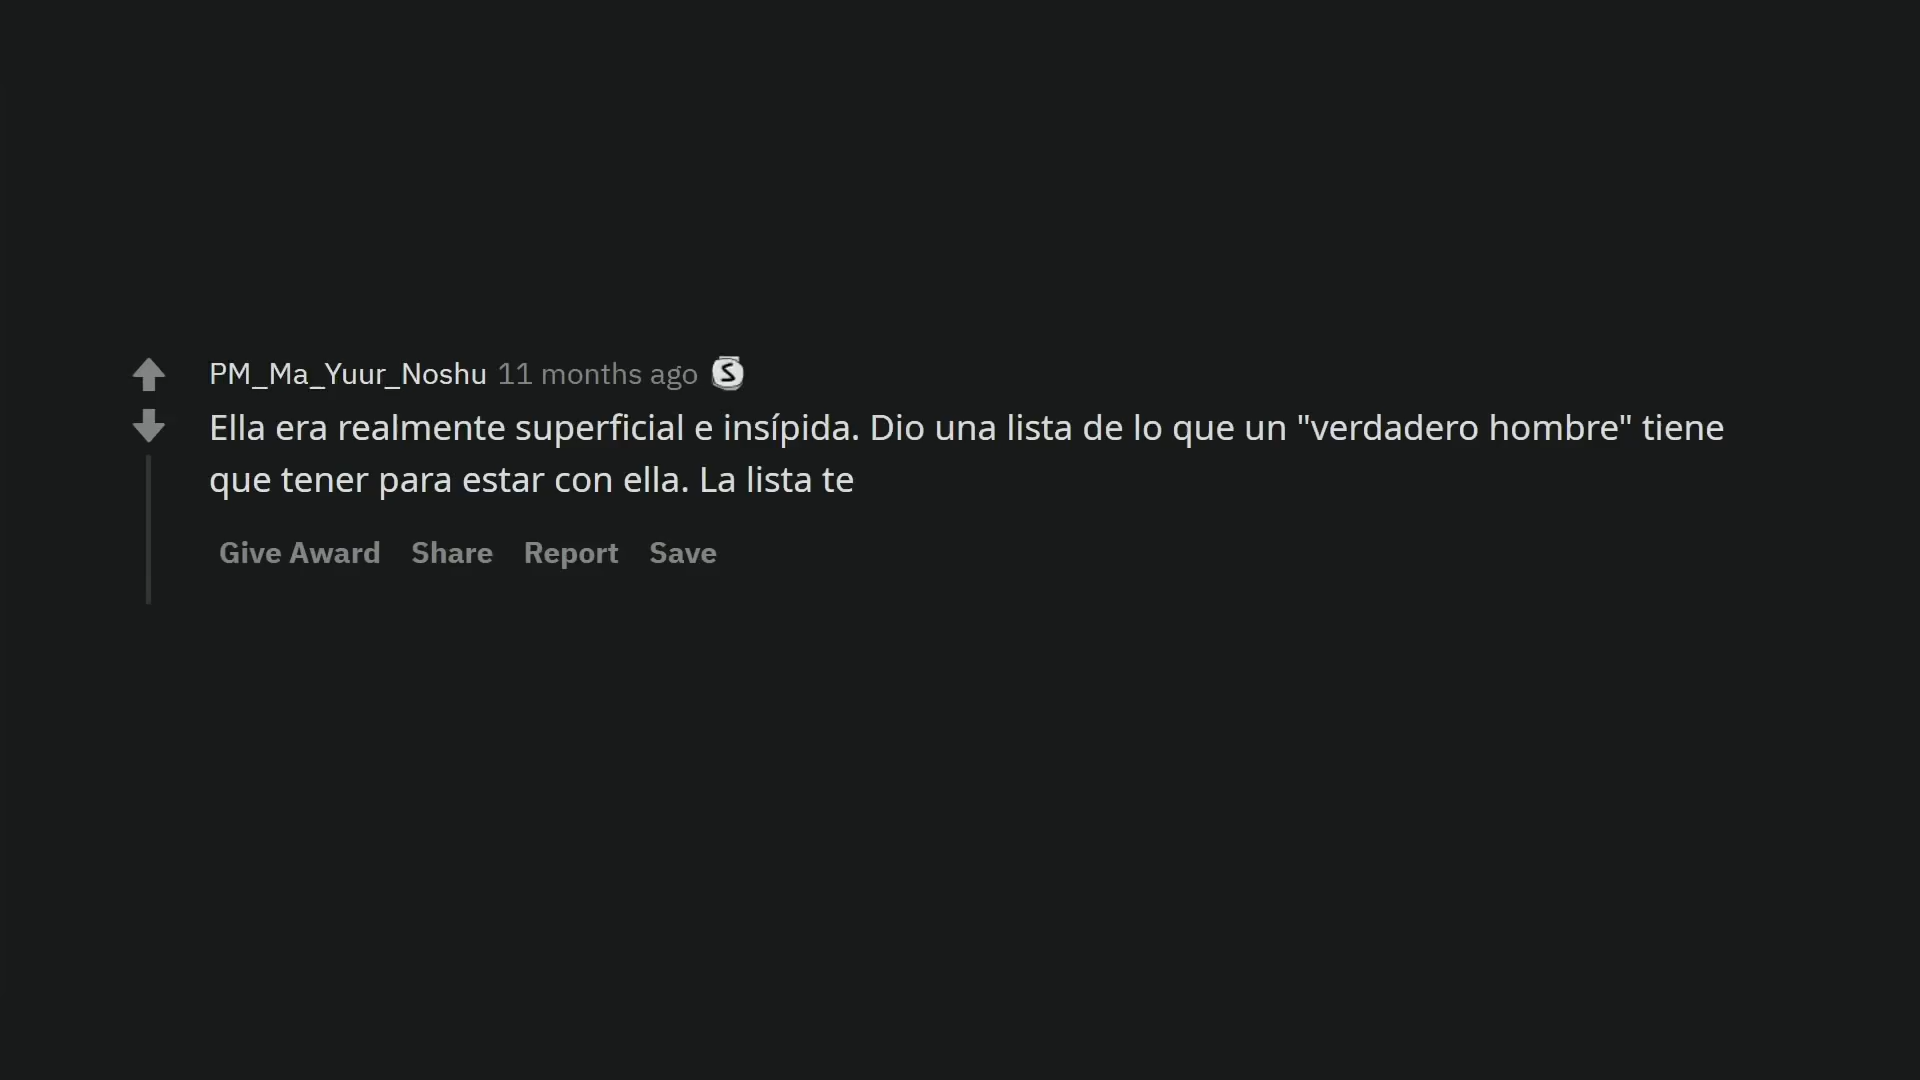 PM_Ma_Yuur_Noshu 11 months ago S
Ella era realmente superficial e insípida. Dio una lista de lo que un "verdadero hombre" tiene
que tener para estar con ella. La lista te
Give Award Share Report Save